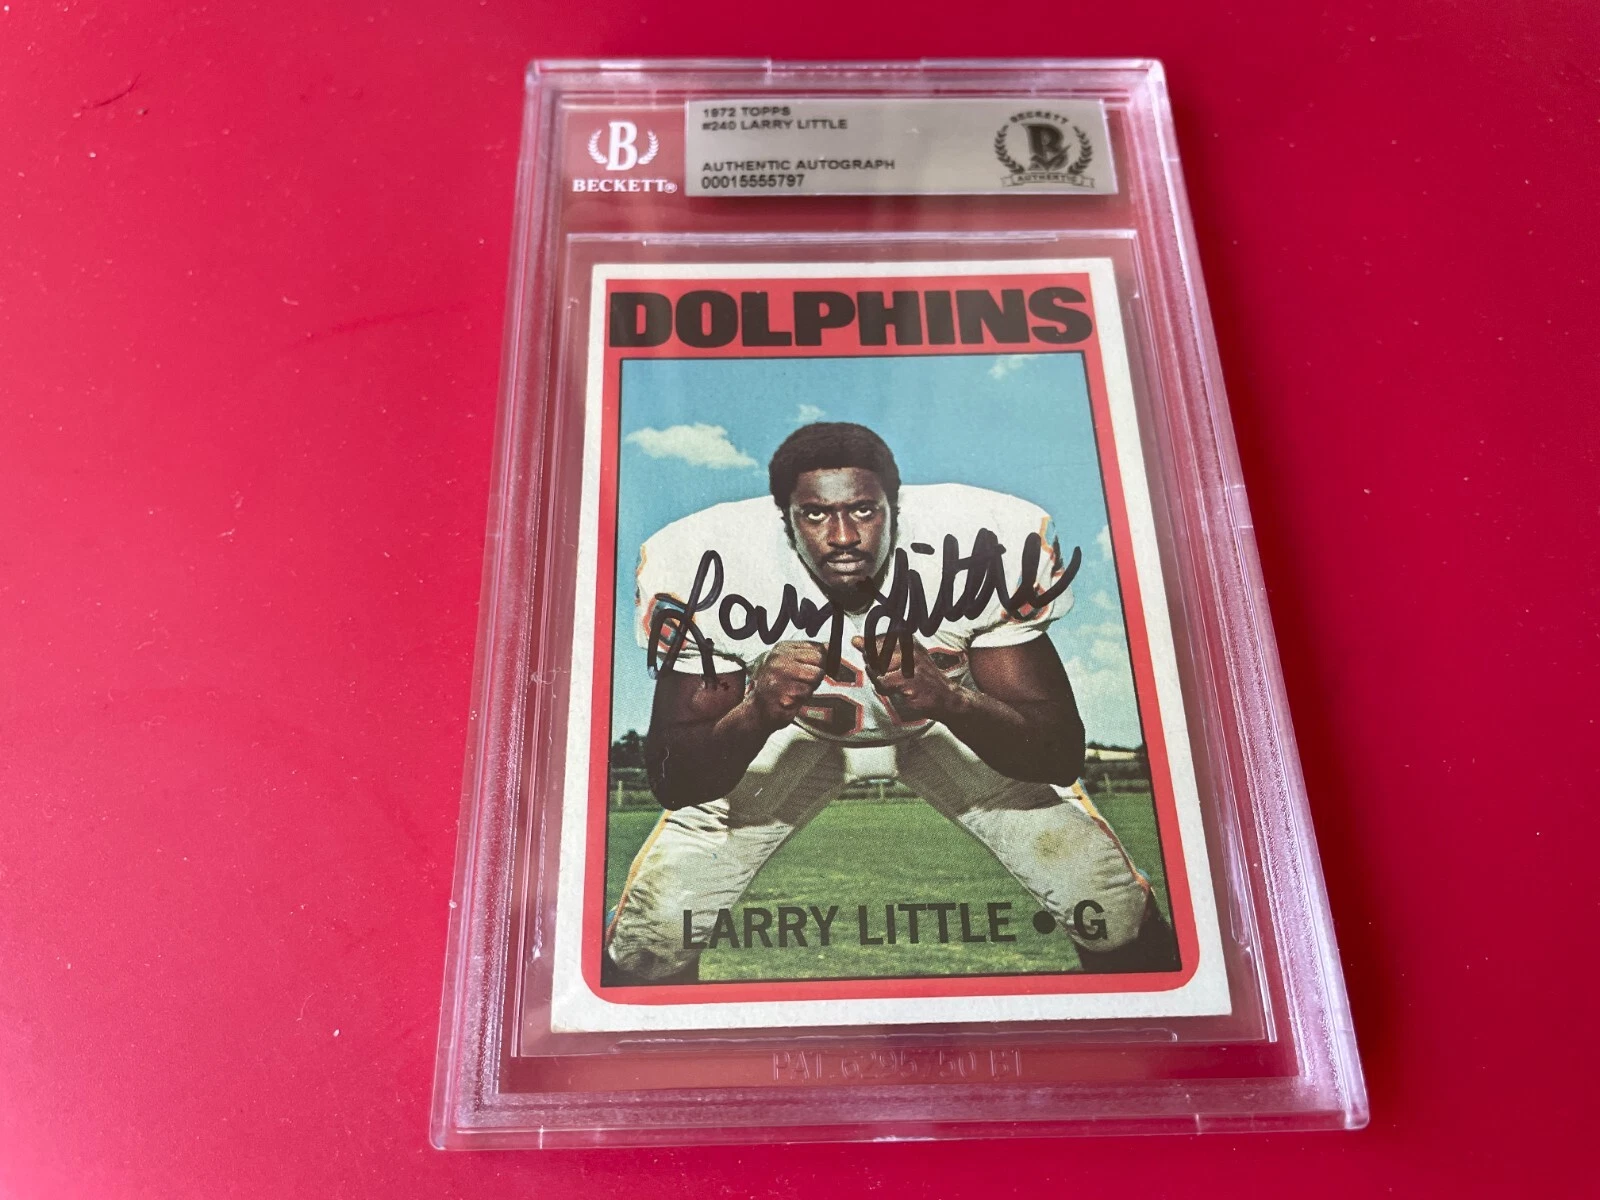 1972 TOPPS
#240 LARRY LITTLE
AUTHENTIC AUTOGRAPH
00015555797
B
BECKETT®
BECKETT
B
AUTHENTIC
DOLPHINS
Larry Little
LARRY LITTLE • G
PAT.6295750 B1